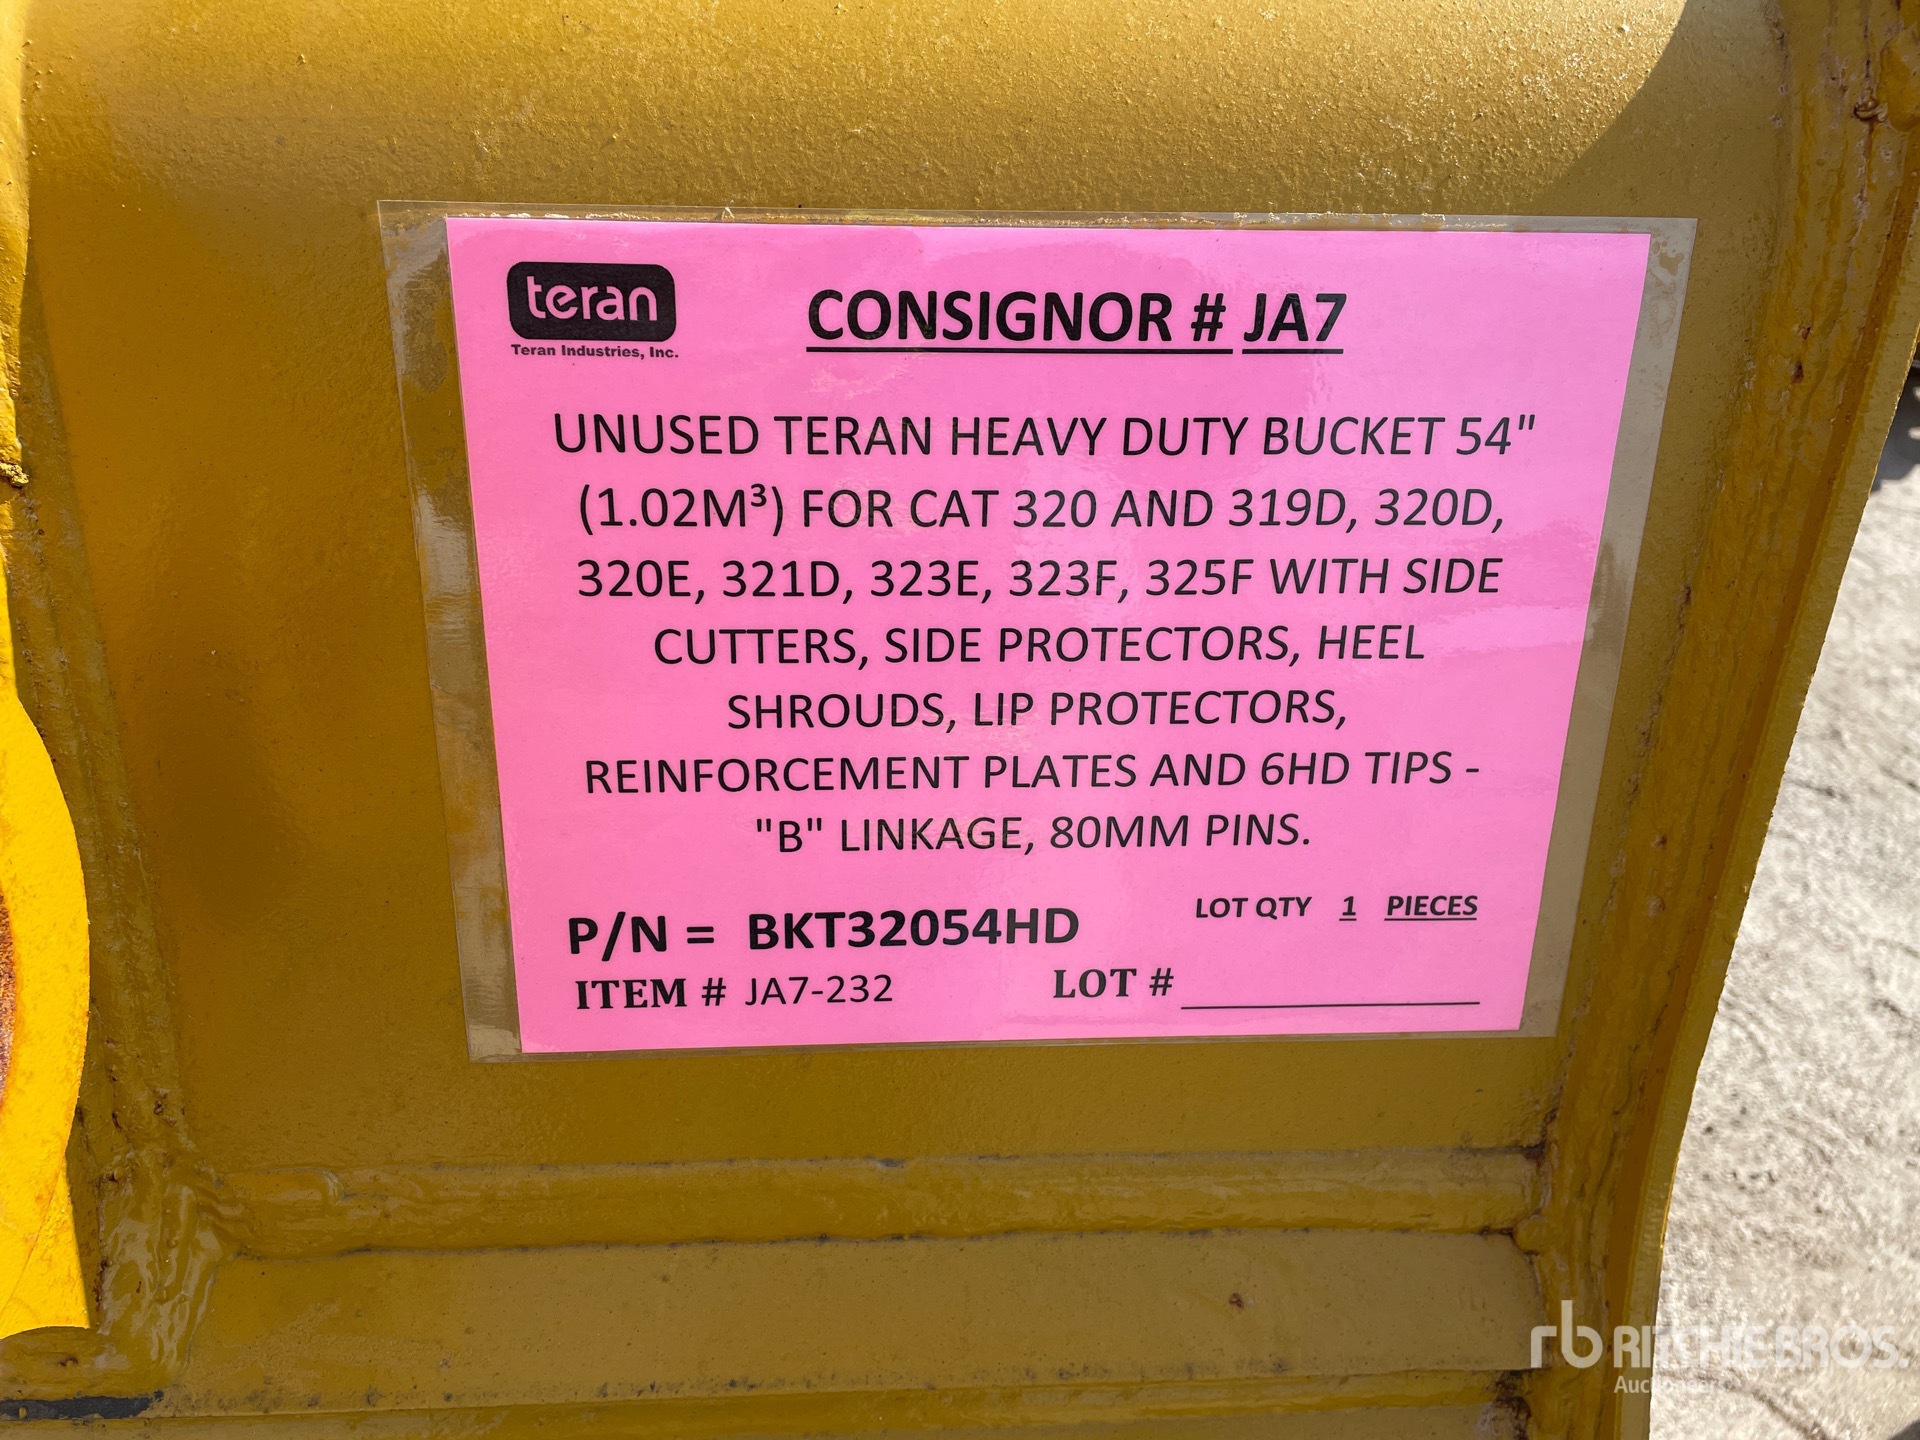 teran
Teran Industries, Inc.
CONSIGNOR # JA7
UNUSED TERAN HEAVY DUTY BUCKET 54"
(1.02M³) FOR CAT 320 AND 319D, 320D,
320E, 321D, 323E, 323F, 325F WITH SIDE
CUTTERS, SIDE PROTECTORS, HEEL
SHROUDS, LIP PROTECTORS,
REINFORCEMENT PLATES AND 6HD TIPS -
"B" LINKAGE, 80MM PINS.
P/N = BKT32054HD
LOT QTY 1 PIECES
ITEM # JA7-232
LOT #
rb RITCHIE BROS.
Auctioneers